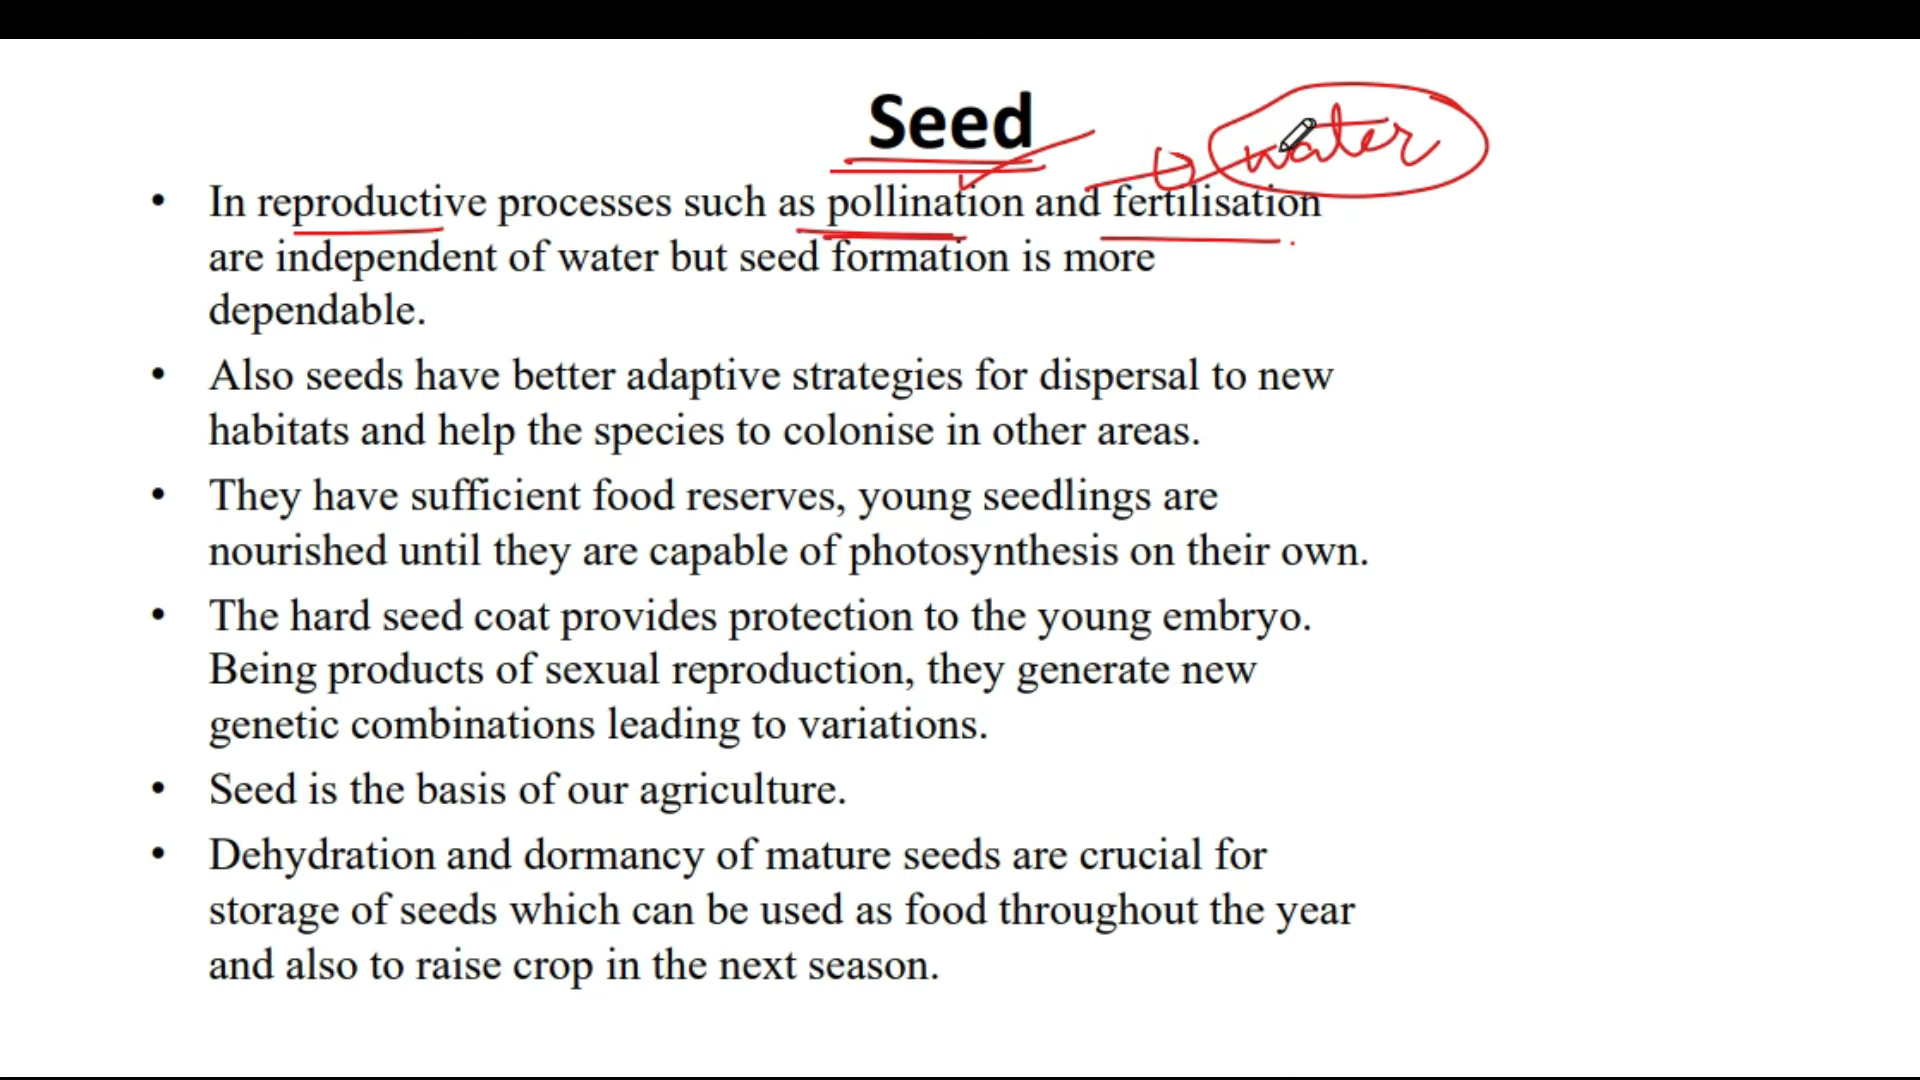 Seed
water
• In reproductive processes such as pollination and fertilisation
are independent of water but seed formation is more
dependable.
• Also seeds have better adaptive strategies for dispersal to new
habitats and help the species to colonise in other areas.
• They have sufficient food reserves, young seedlings are
nourished until they are capable of photosynthesis on their own.
• The hard seed coat provides protection to the young embryo.
Being products of sexual reproduction, they generate new
genetic combinations leading to variations.
• Seed is the basis of our agriculture.
• Dehydration and dormancy of mature seeds are crucial for
storage of seeds which can be used as food throughout the year
and also to raise crop in the next season.